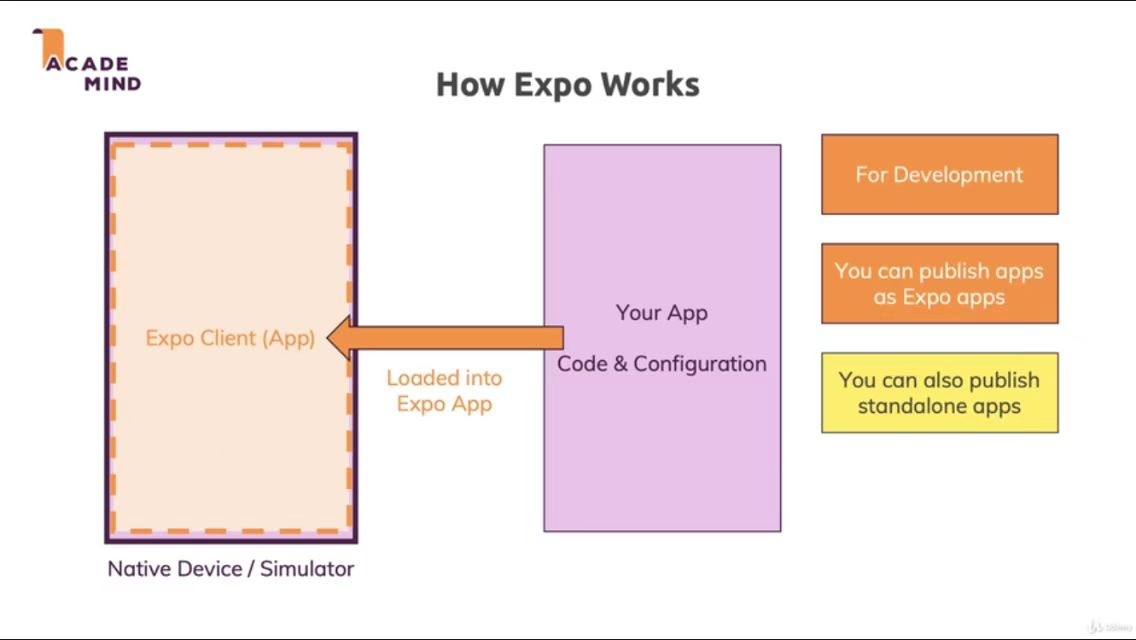 ACADE
MIND
How Expo Works
Expo Client (App)
Loaded into
Expo App
Your App
Code & Configuration
For Development
You can publish apps
as Expo apps
You can also publish
standalone apps
Native Device / Simulator
Udemy